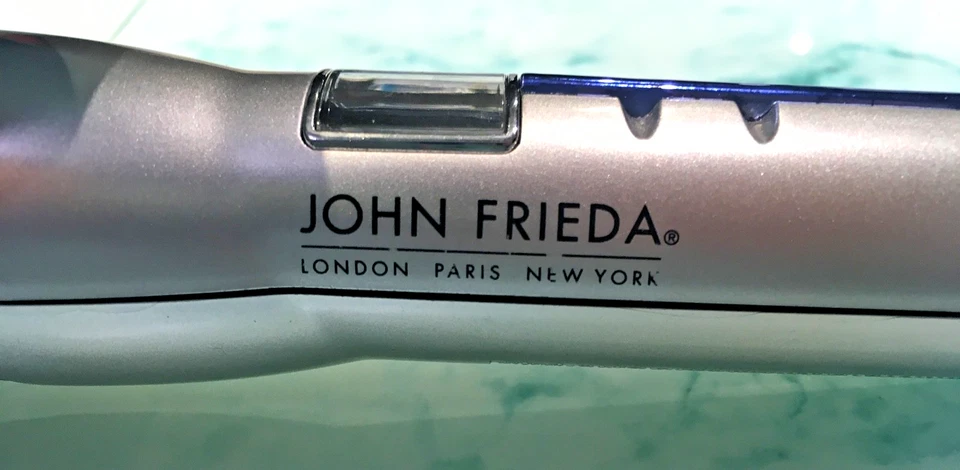 JOHN FRIEDA®
LONDON PARIS NEW YORK